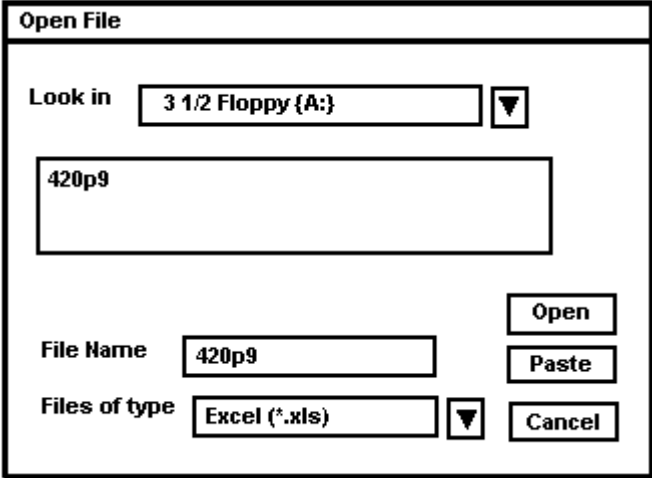 Open File
Look in 3 1/2 Floppy {A:}
420p9
Open
File Name 420p9
Paste
Files of type Excel (*.xls)
Cancel